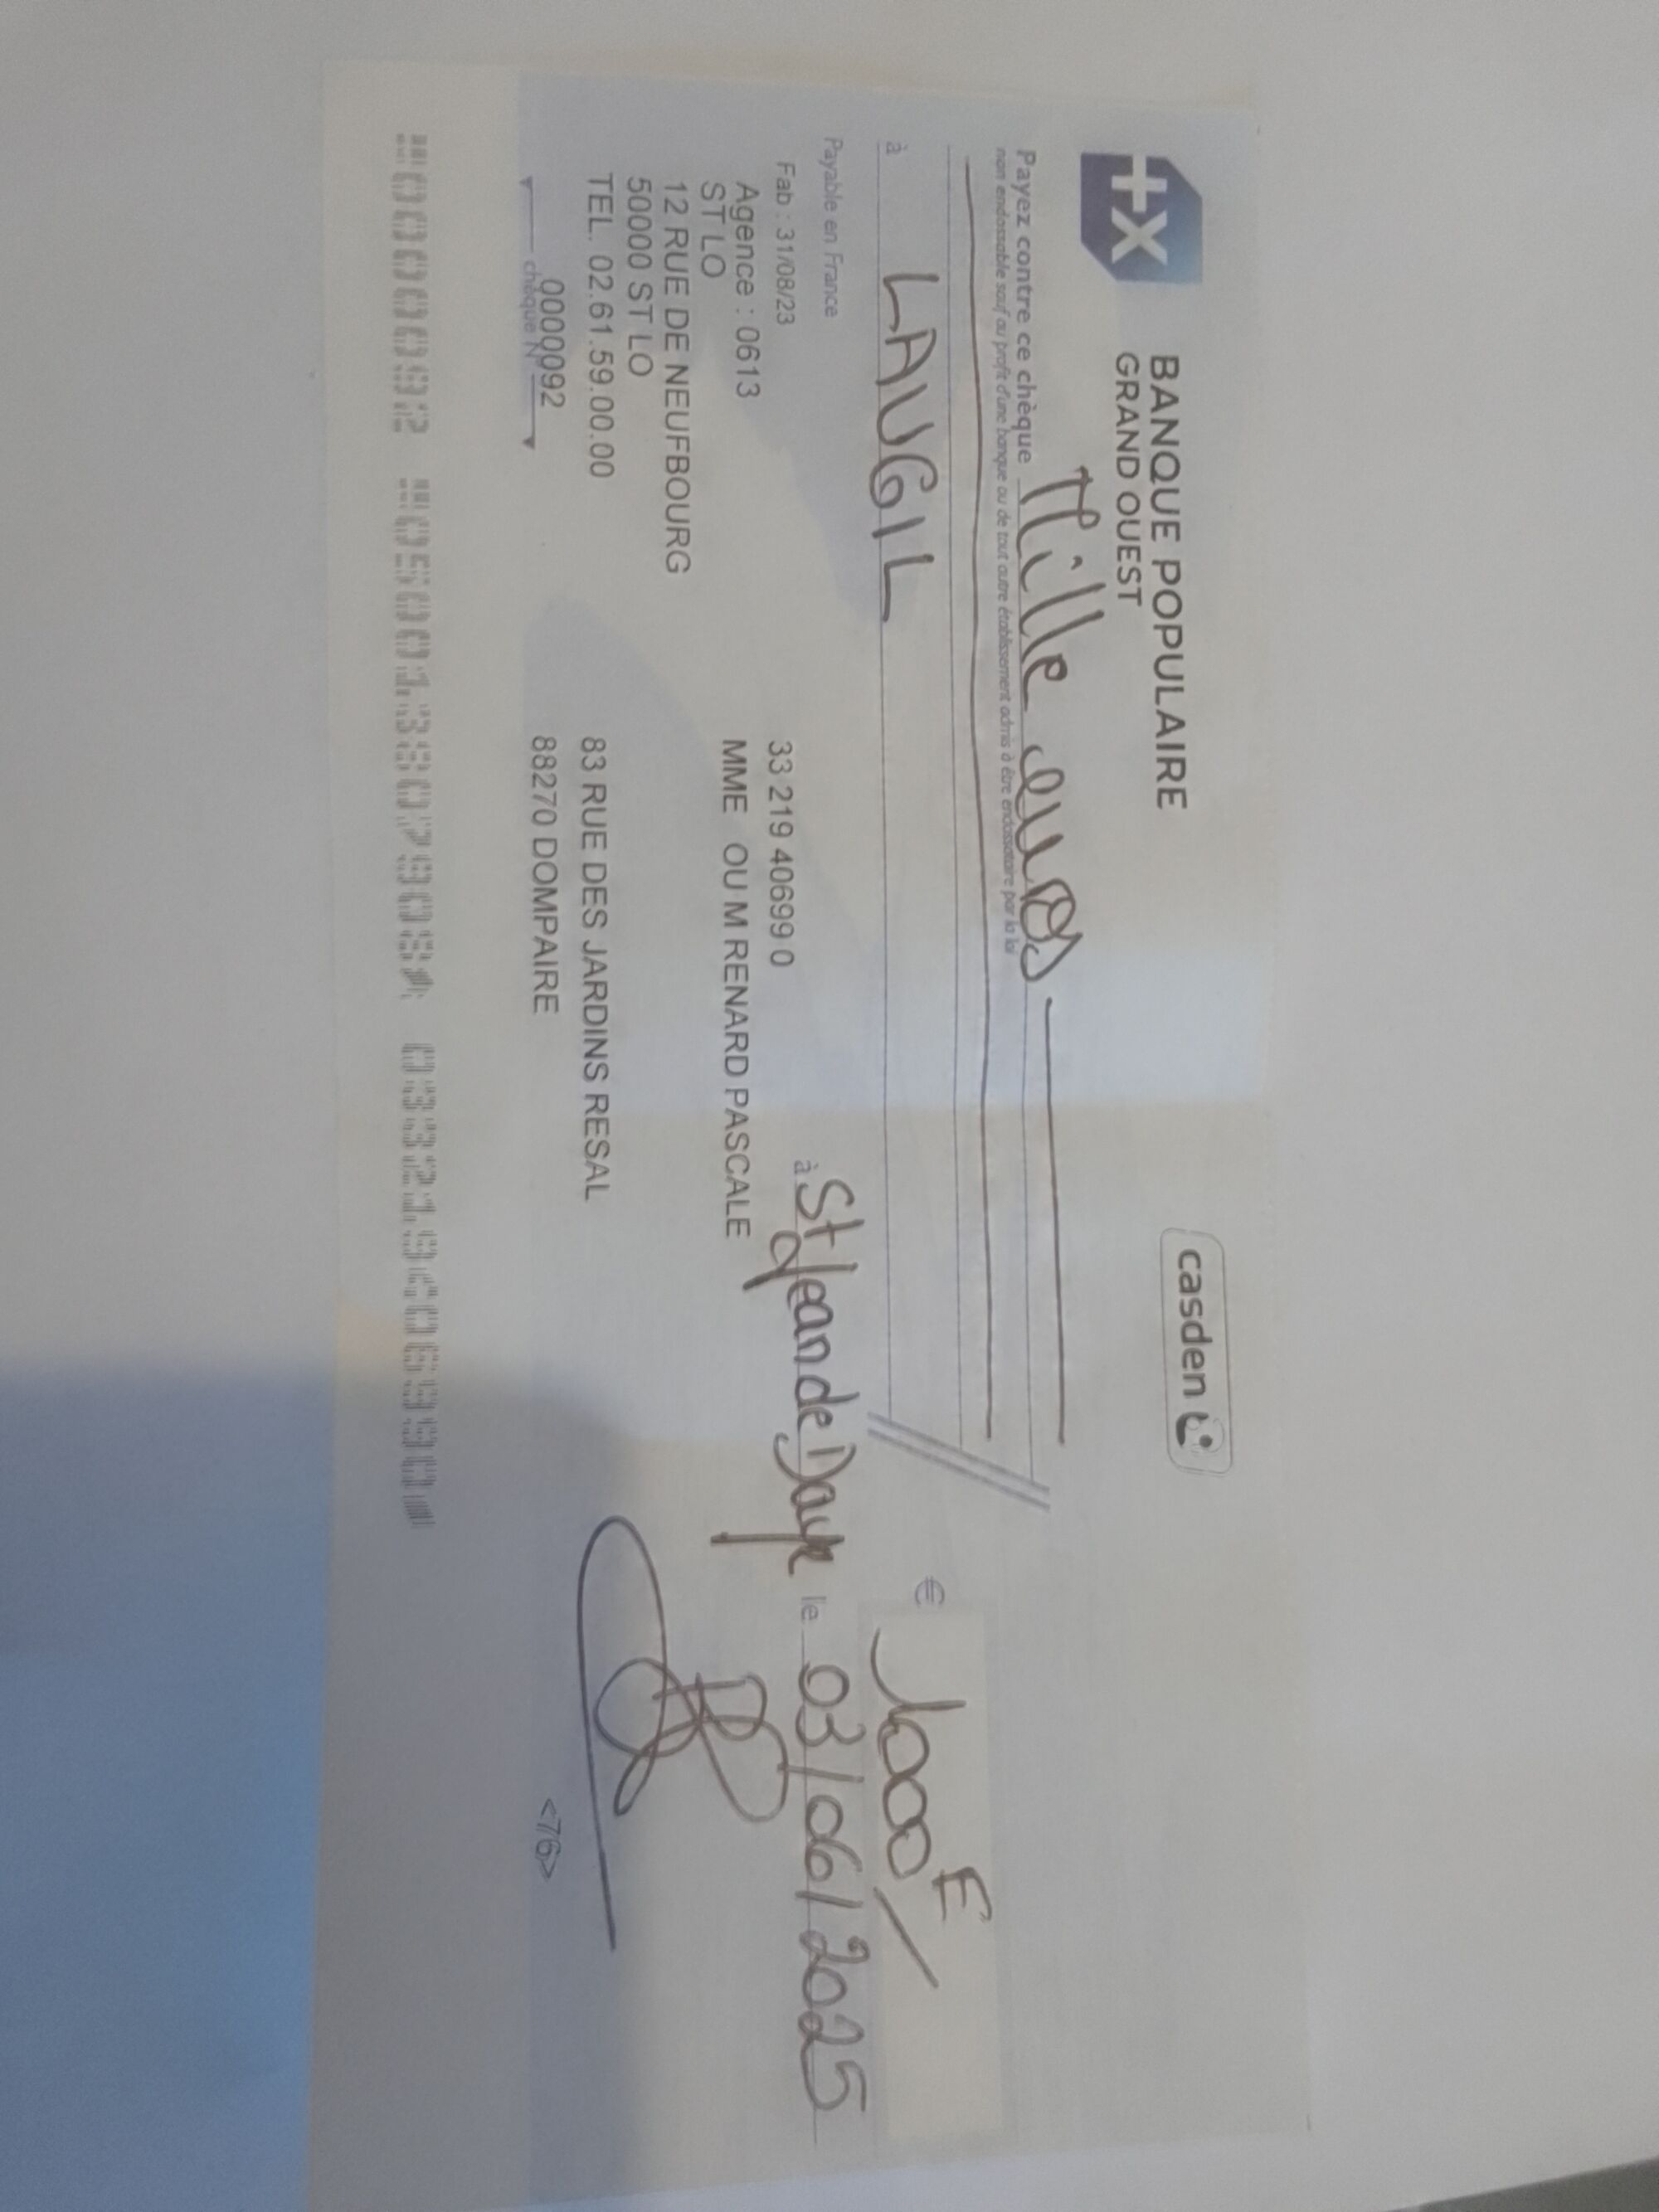 BANQUE POPULAIRE
GRAND OUEST
casden
Payez contre ce chèque Mille euros
non endossable sauf au profit d'une banque ou de tout autre établissement admis à être endossataire par la loi
€ 1000 E
à LAUGIL
Payable en France
à St Jean de Daye le 03/06/2025
Fab : 31/08/23
33 219 40699 0
Agence : 0613
MME OU M RENARD PASCALE
ST LO
12 RUE DE NEUFBOURG
50000 ST LO
TEL. 02.61.59.00.00
83 RUE DES JARDINS RESAL
88270 DOMPAIRE
0000092
chèque N°
<76>